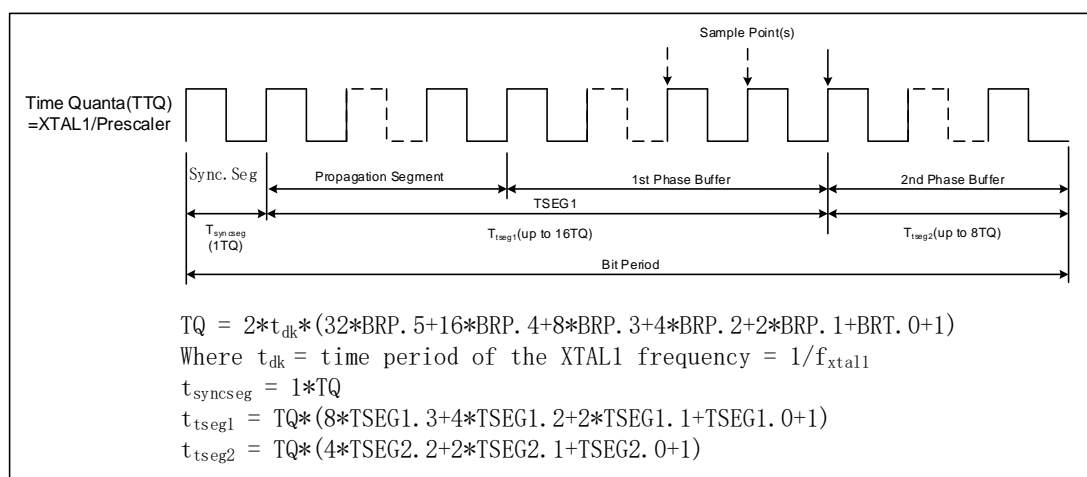 Sample Point(s)
Time Quanta(TTQ)
=XTAL1/Prescaler
Sync. Seg
Propagation Segment
1st Phase Buffer
2nd Phase Buffer
TSEG1
Tsyncseg
(1TQ)
Ttseg1(up to 16TQ)
Ttseg2(up to 8TQ)
Bit Period
TQ = 2*tdk*(32*BRP.5+16*BRP.4+8*BRP.3+4*BRP.2+2*BRP.1+BRT.0+1)
Where tdk = time period of the XTAL1 frequency = 1/fxtal1
tsyncseg = 1*TQ
ttseg1 = TQ*(8*TSEG1.3+4*TSEG1.2+2*TSEG1.1+TSEG1.0+1)
ttseg2 = TQ*(4*TSEG2.2+2*TSEG2.1+TSEG2.0+1)